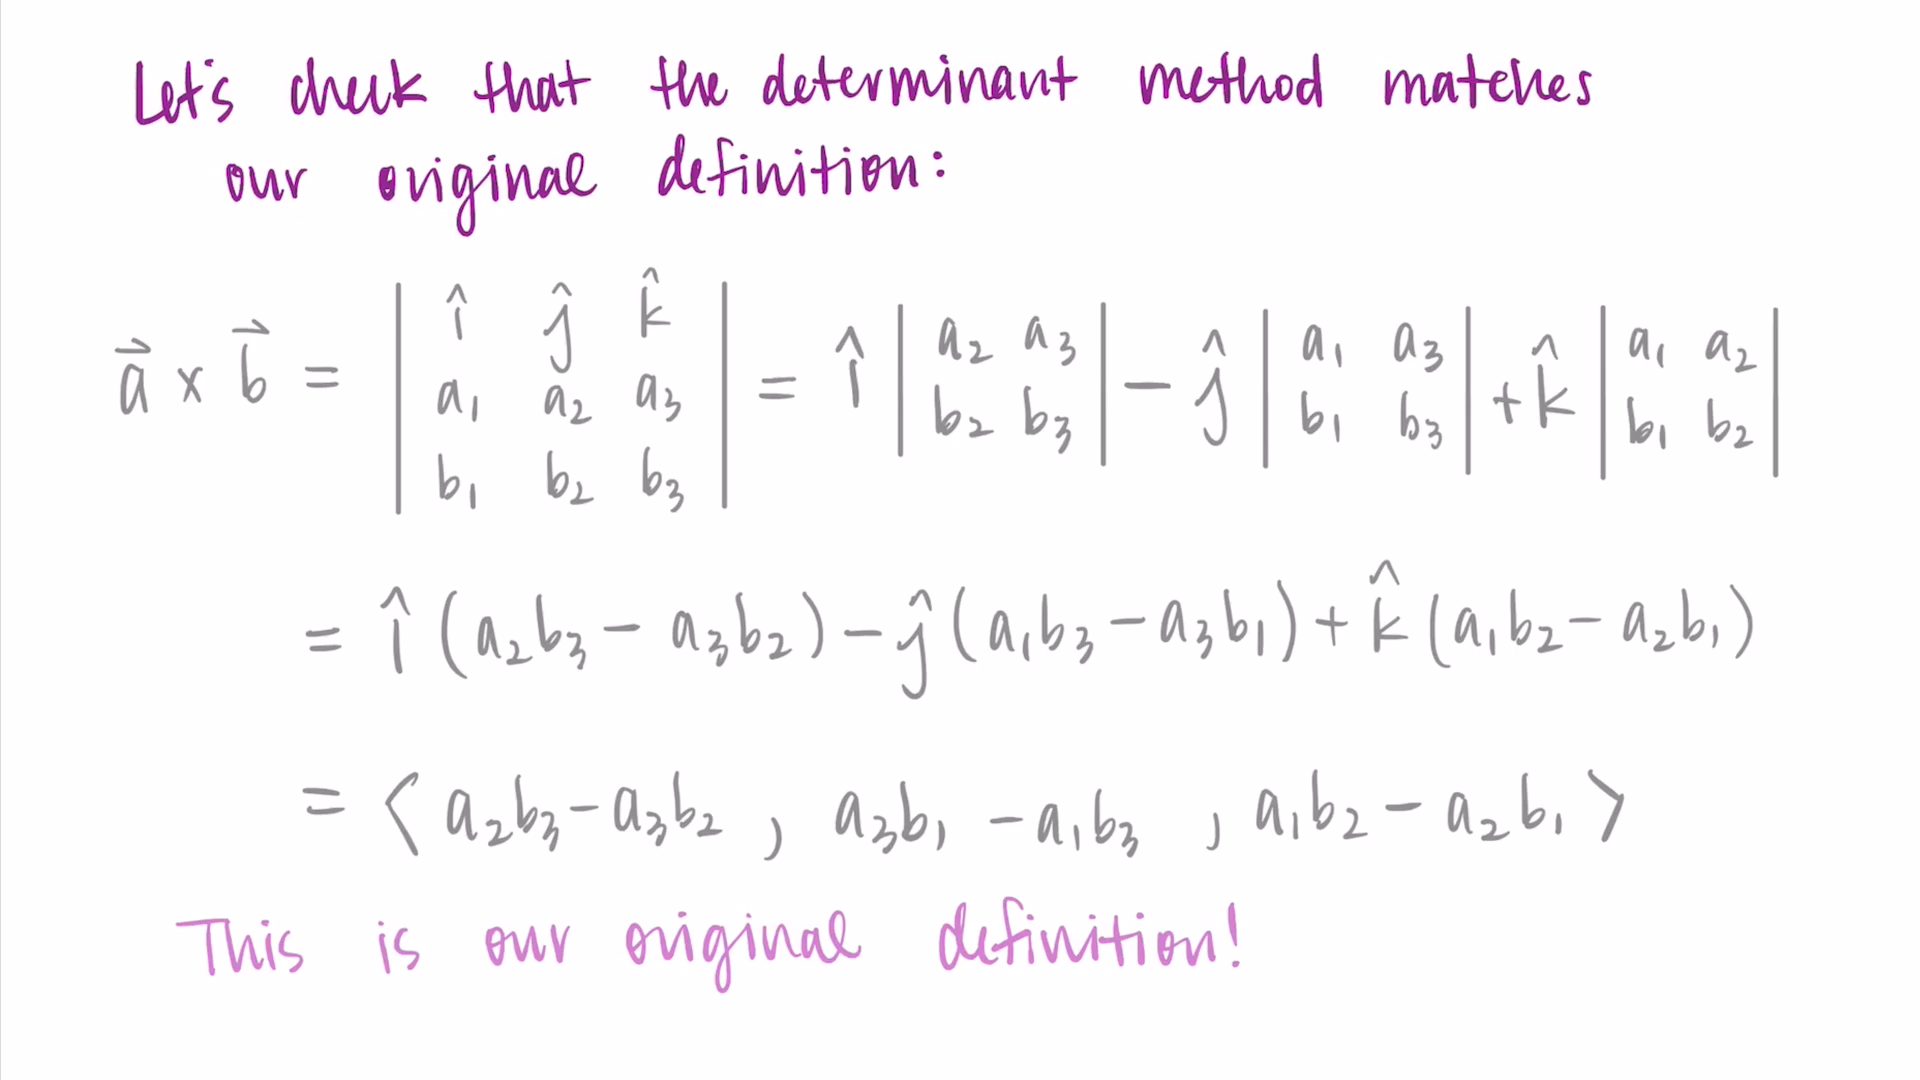 Let's check that the determinant method matches
our original definition:
a⃗ × b⃗ = | î ĵ k̂ | = î | a₂ a₃ | − ĵ | a₁ a₃ | + k̂ | a₁ a₂ |
| a₁ a₂ a₃ | | b₂ b₃ | | b₁ b₃ | | b₁ b₂ |
| b₁ b₂ b₃ |
= î (a₂b₃ − a₃b₂) − ĵ (a₁b₃ − a₃b₁) + k̂ (a₁b₂ − a₂b₁)
= ⟨ a₂b₃ − a₃b₂ , a₃b₁ − a₁b₃ , a₁b₂ − a₂b₁ ⟩
This is our original definition!